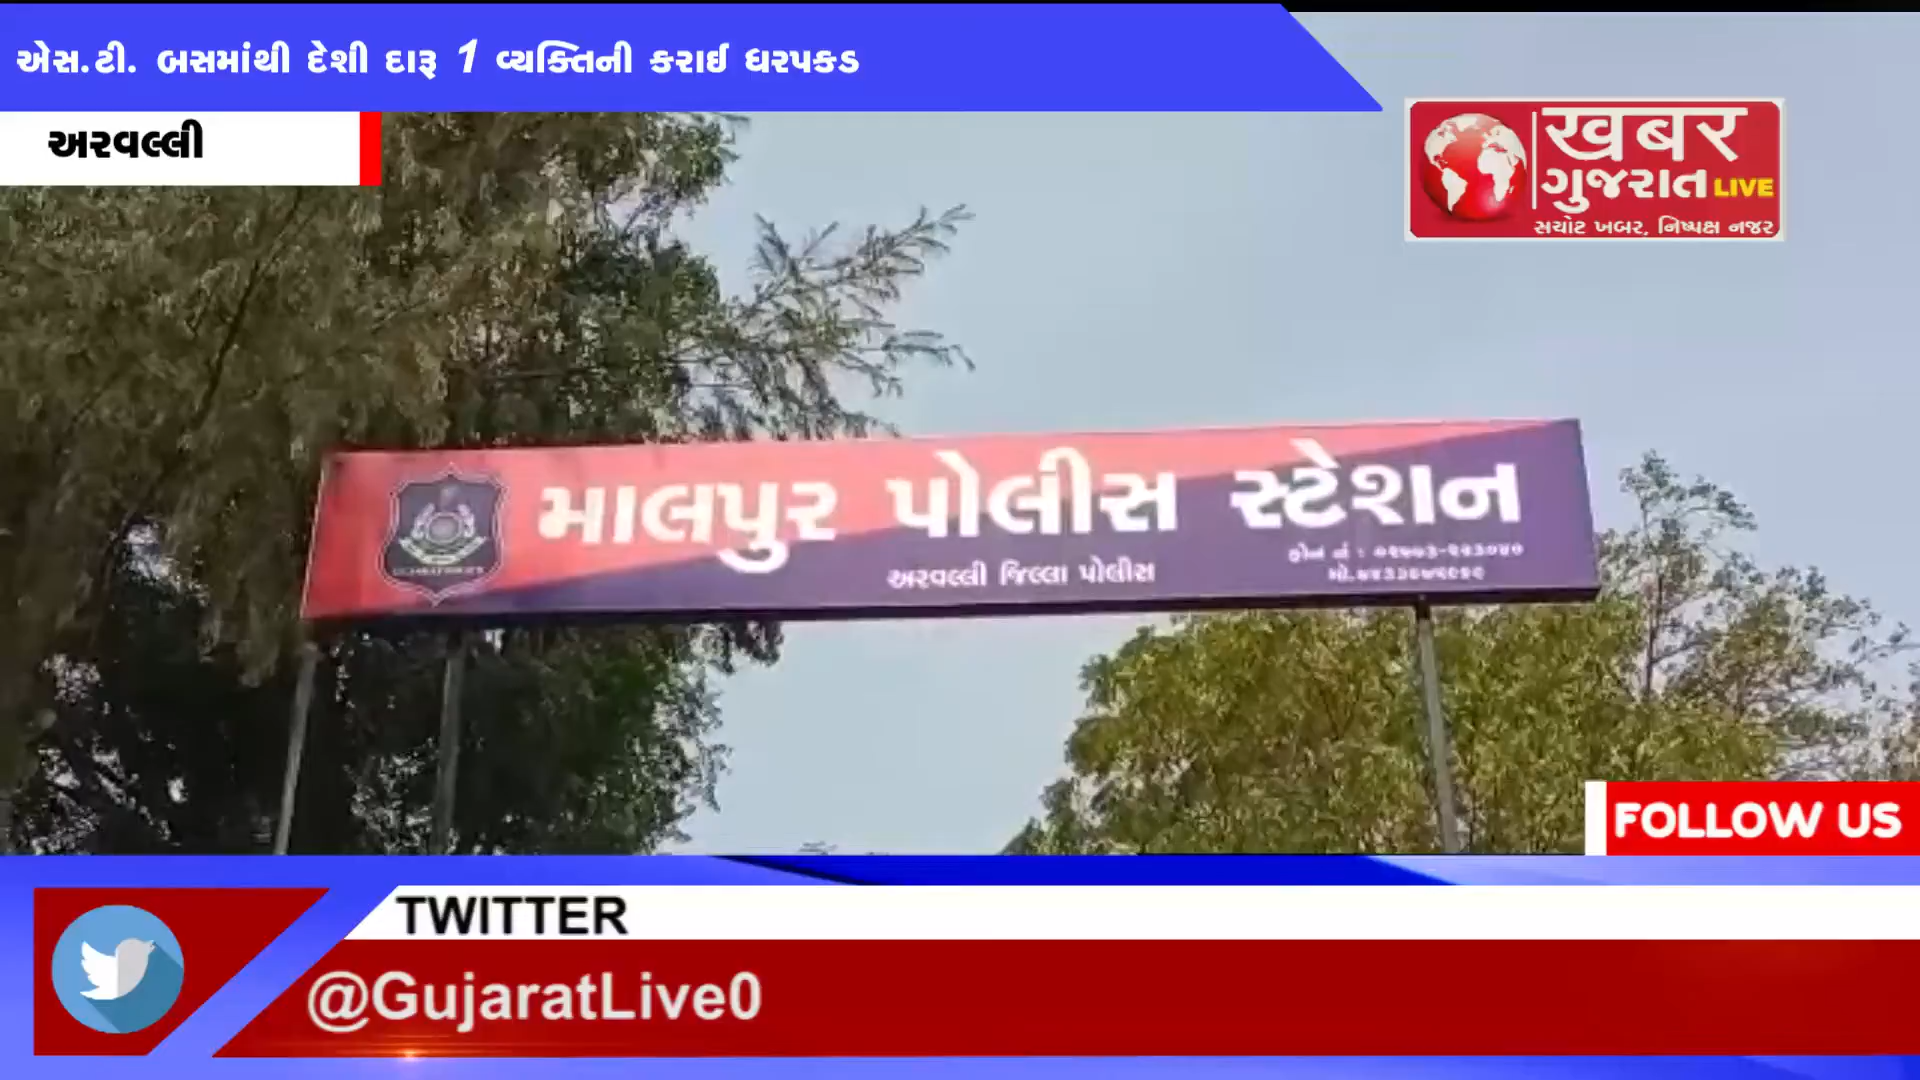 એસ.ટી. બસમાંથી દેશી દારૂ 1 વ્યક્તિની કરાઈ ધરપકડ
અરવલ્લી
ખબર
ગુજરાત LIVE
સચોટ ખબર, નિષ્પક્ષ નજર
માલપુર પોલીસ સ્ટેશન
અરવલ્લી જિલ્લા પોલીસ
ફોન નં :
મો.
FOLLOW US
TWITTER
@GujaratLive0